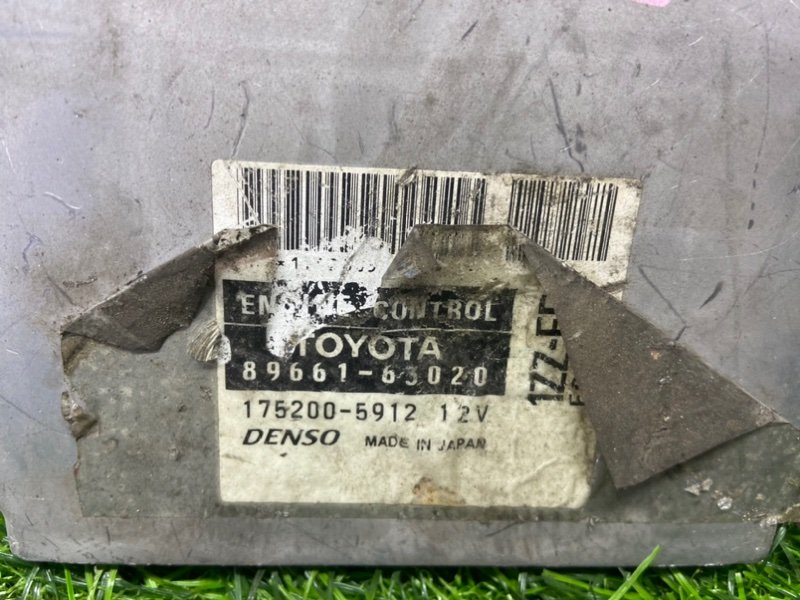 CONTROL
TOYOTA
89661-63020
175200-5912 12V
DENSO MADE IN JAPAN